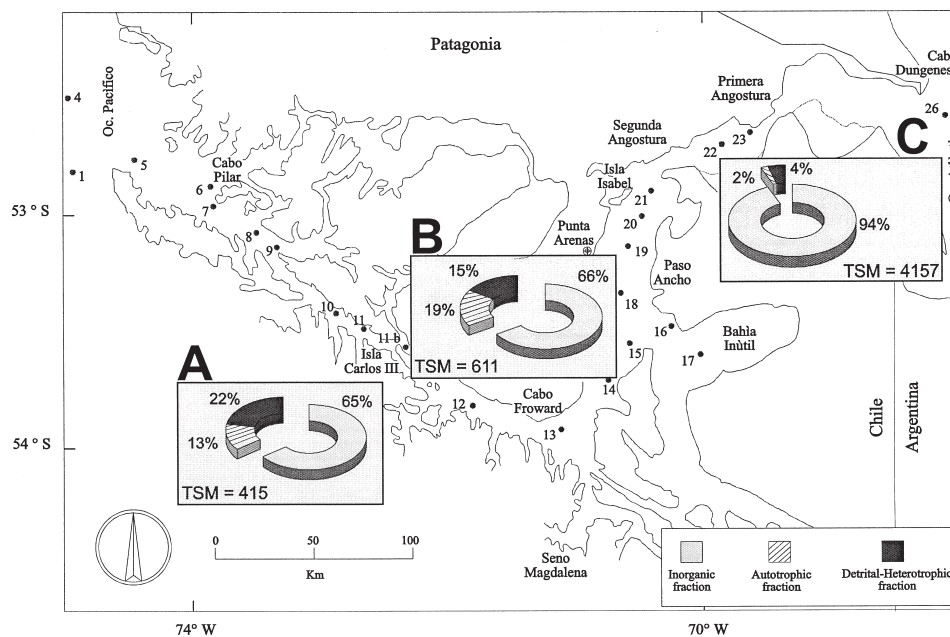 Patagonia
Oc. Pacifico
Cab
Dungenes
Primera
Angostura
26
4
Segunda
Angostura
23
22
C
5
1
Cabo
Pilar
6
7
Isla
Isabel
21
20
2%
4%
94%
TSM = 4157
53° S
8
9
B
Punta
Arenas
19
Paso
Ancho
15%
66%
19%
TSM = 611
18
10
11
11 b
Isla
Carlos III
16
15
17
Bahìa
Inùtil
14
A
22%
65%
13%
TSM = 415
12
Cabo
Froward
13
Chile
Argentina
54° S
0
50
100
Km
Seno
Magdalena
Inorganic
fraction
Autotrophic
fraction
Detrital-Heterotrophic
fraction
74° W
70° W